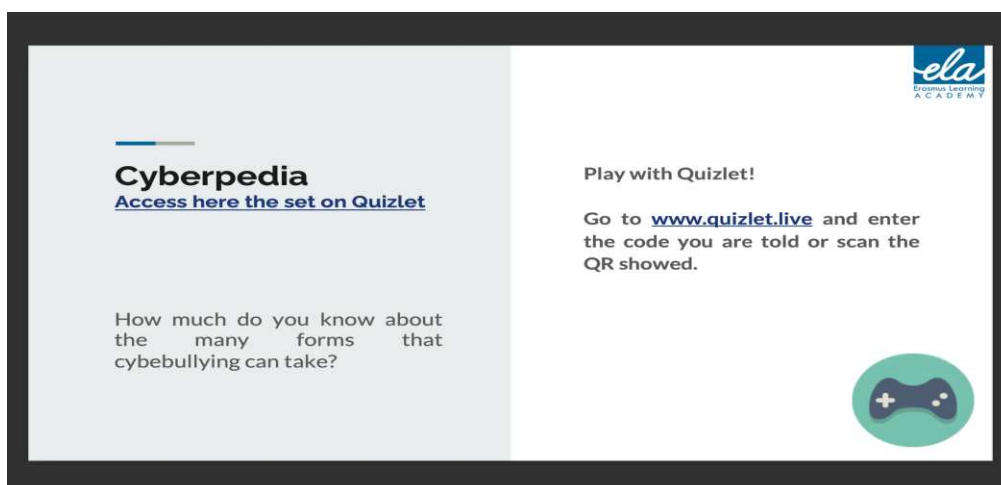 Cyberpedia
Access here the set on Quizlet
How much do you know about
the many forms that
cybebullying can take?
ela
Erasmus Learning
ACADEMY
Play with Quizlet!
Go to www.quizlet.live and enter
the code you are told or scan the
QR showed.